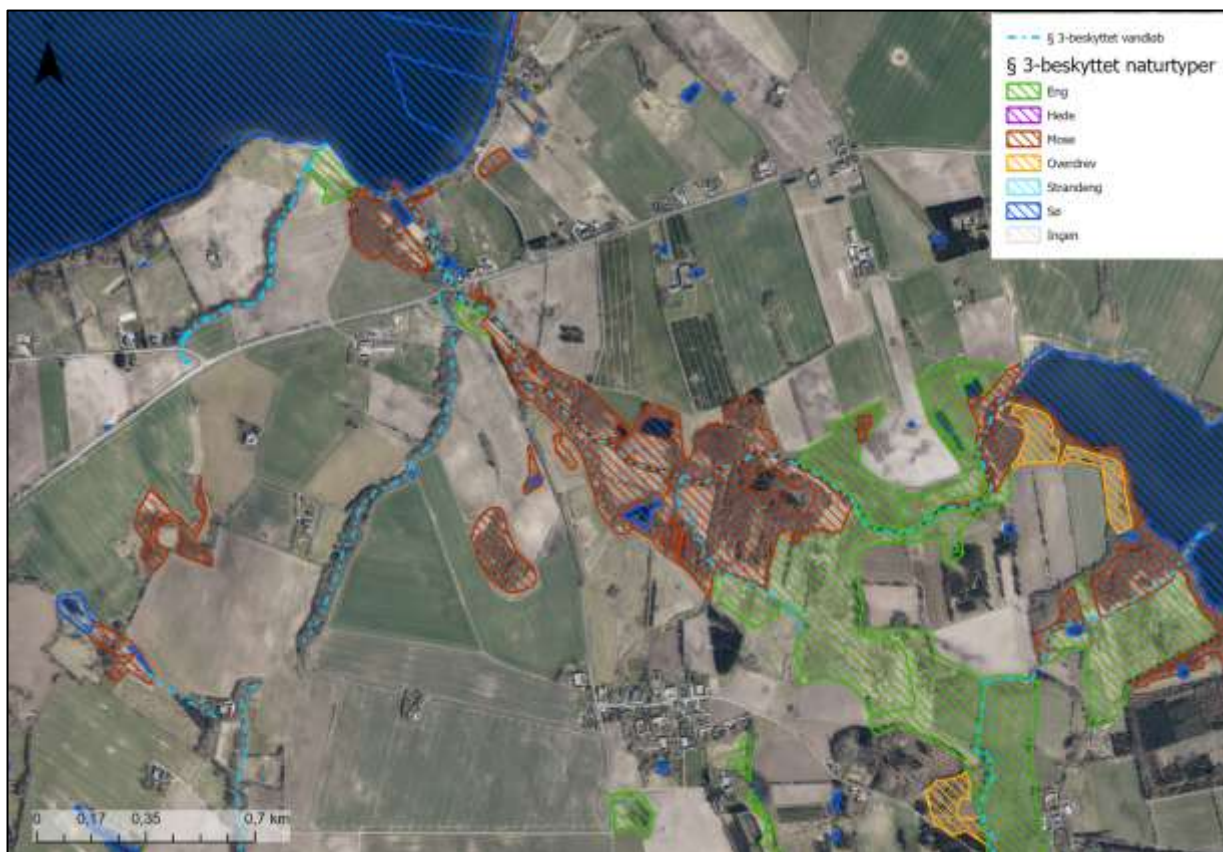 § 3-beskyttet vandløb
§ 3-beskyttet naturtyper
Eng
Hede
Mose
Overdrev
Strandeng
Sø
Ingen
0 0,17 0,35 0,7 km